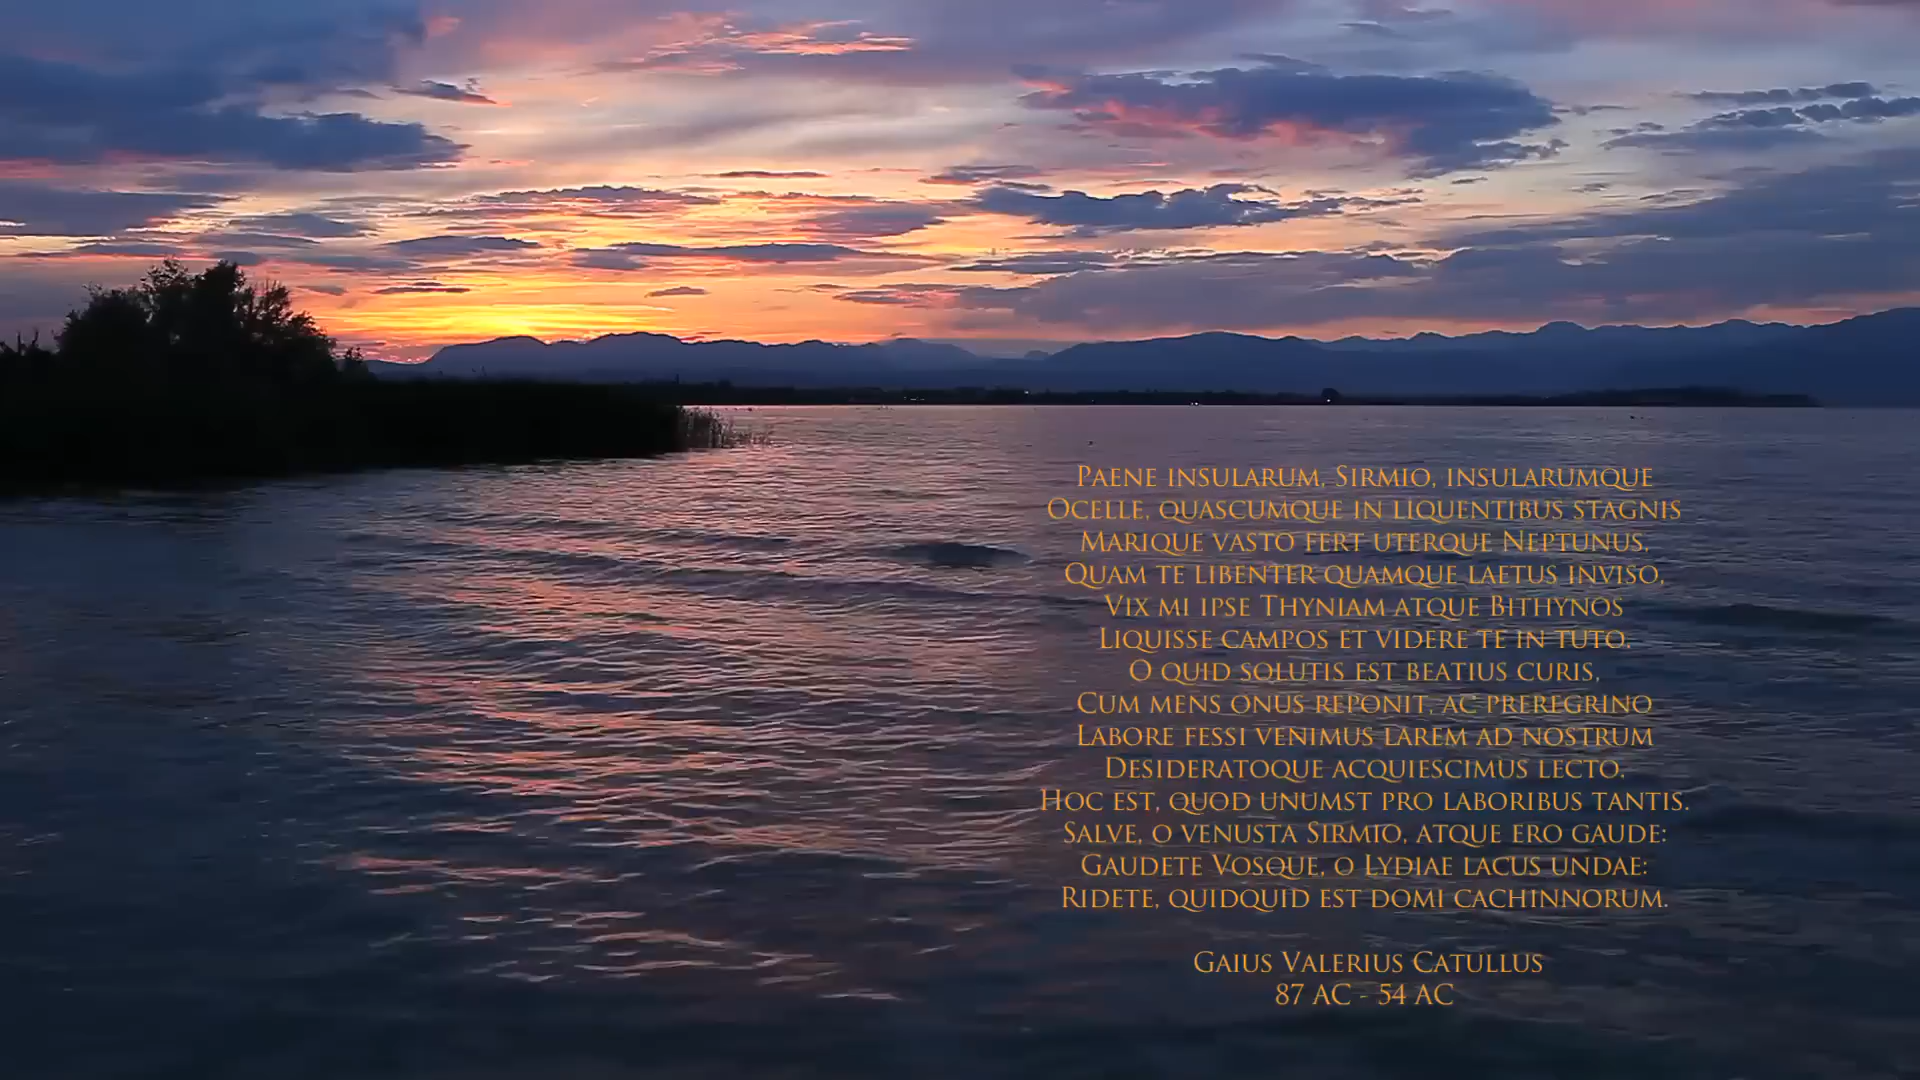 Paene insularum, Sirmio, insularumque
Ocelle, quascumque in liquentibus stagnis
Marique vasto fert uterque Neptunus,
Quam te libenter quamque laetus inviso,
Vix mi ipse Thyniam atque Bithynos
Liquisse campos et videre te in tuto.
O quid solutis est beatius curis,
Cum mens onus reponit, ac preregrino
Labore fessi venimus larem ad nostrum
Desideratoque acquiescimus lecto.
Hoc est, quod unumst pro laboribus tantis.
Salve, o venusta Sirmio, atque ero gaude:
Gaudete Vosque, o Lydiae lacus undae:
Ridete, quidquid est domi cachinnorum.
Gaius Valerius Catullus
87 AC - 54 AC